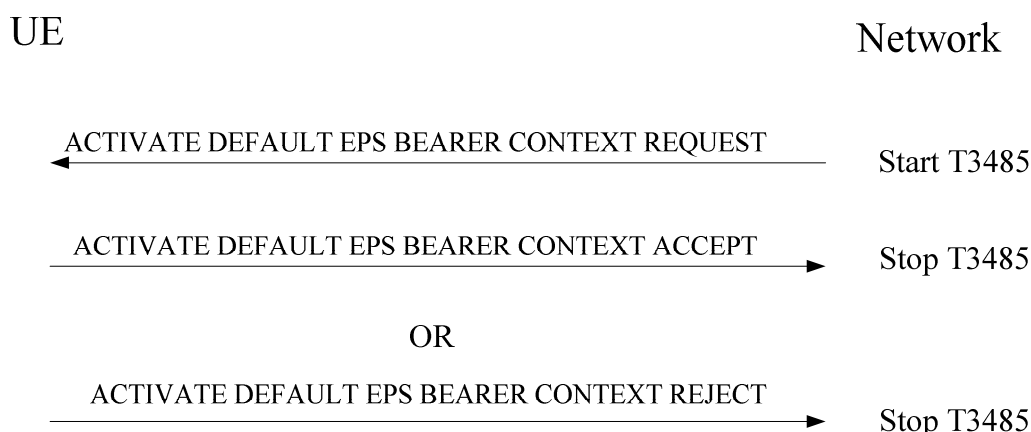 UE
Network
ACTIVATE DEFAULT EPS BEARER CONTEXT REQUEST
Start T3485
ACTIVATE DEFAULT EPS BEARER CONTEXT ACCEPT
Stop T3485
OR
ACTIVATE DEFAULT EPS BEARER CONTEXT REJECT
Stop T3485